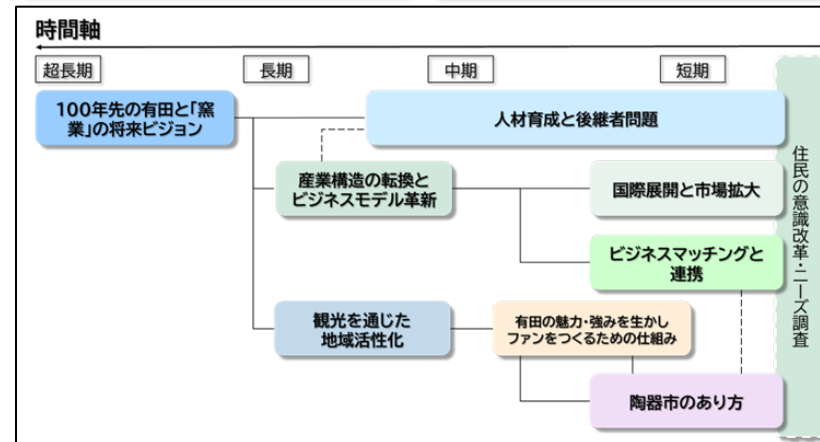 時間軸
超長期
長期
中期
短期
100年先の有田と「窯
業」の将来ビジョン
人材育成と後継者問題
産業構造の転換と
ビジネスモデル革新
国際展開と市場拡大
ビジネスマッチングと
連携
観光を通じた
地域活性化
有田の魅力・強みを生かし
ファンをつくるための仕組み
陶器市のあり方
住民の意識改革・ニーズ調査